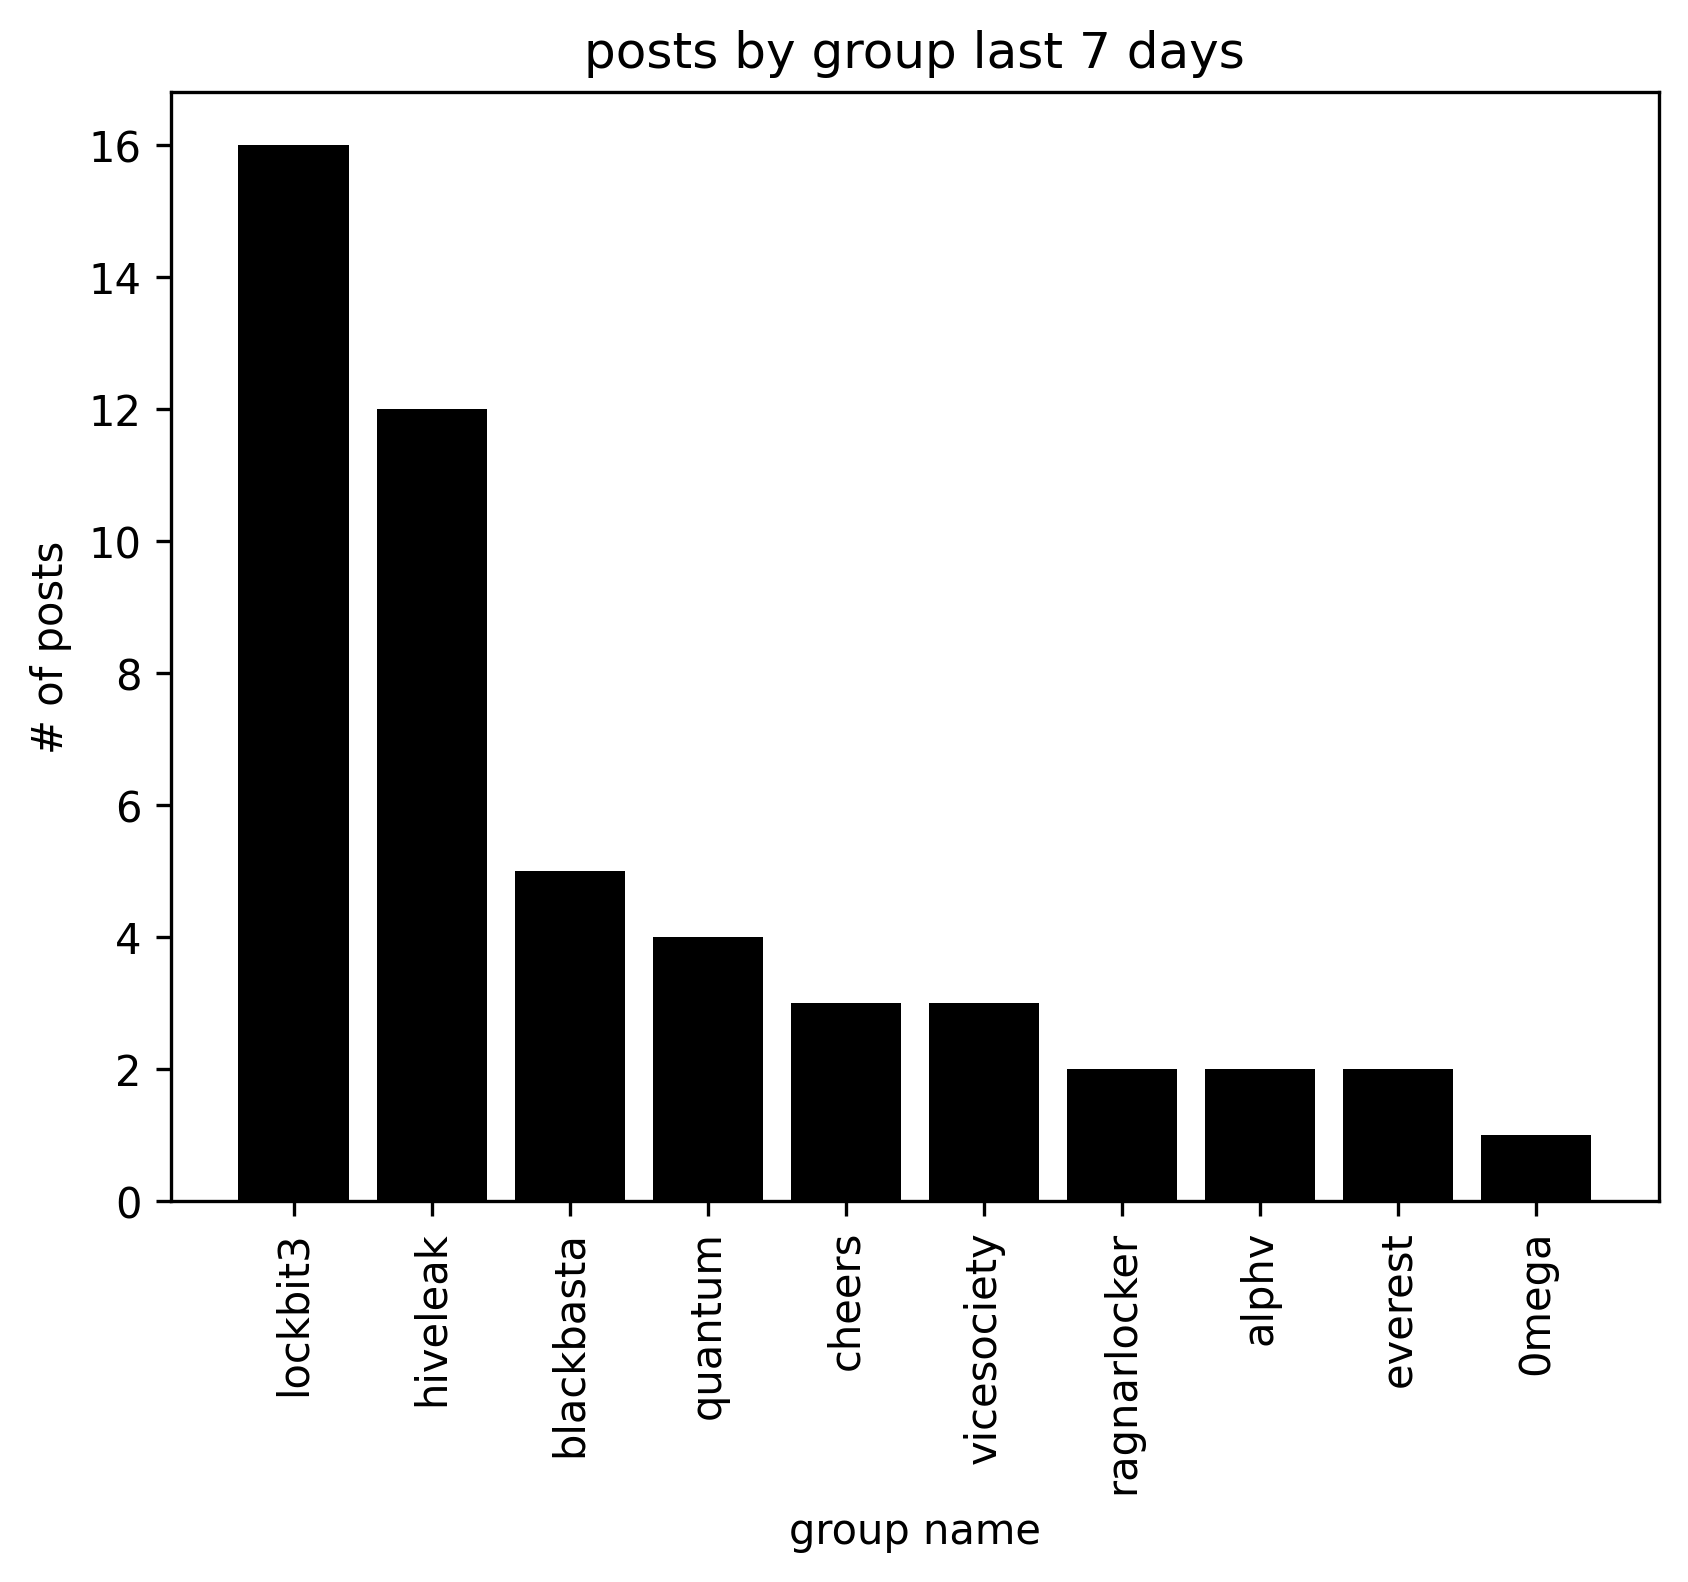 posts by group last 7 days
# of posts
16
14
12
10
8
6
4
2
0
lockbit3
hiveleak
blackbasta
quantum
cheers
vicesociety
ragnarlocker
alphv
everest
0mega
group name